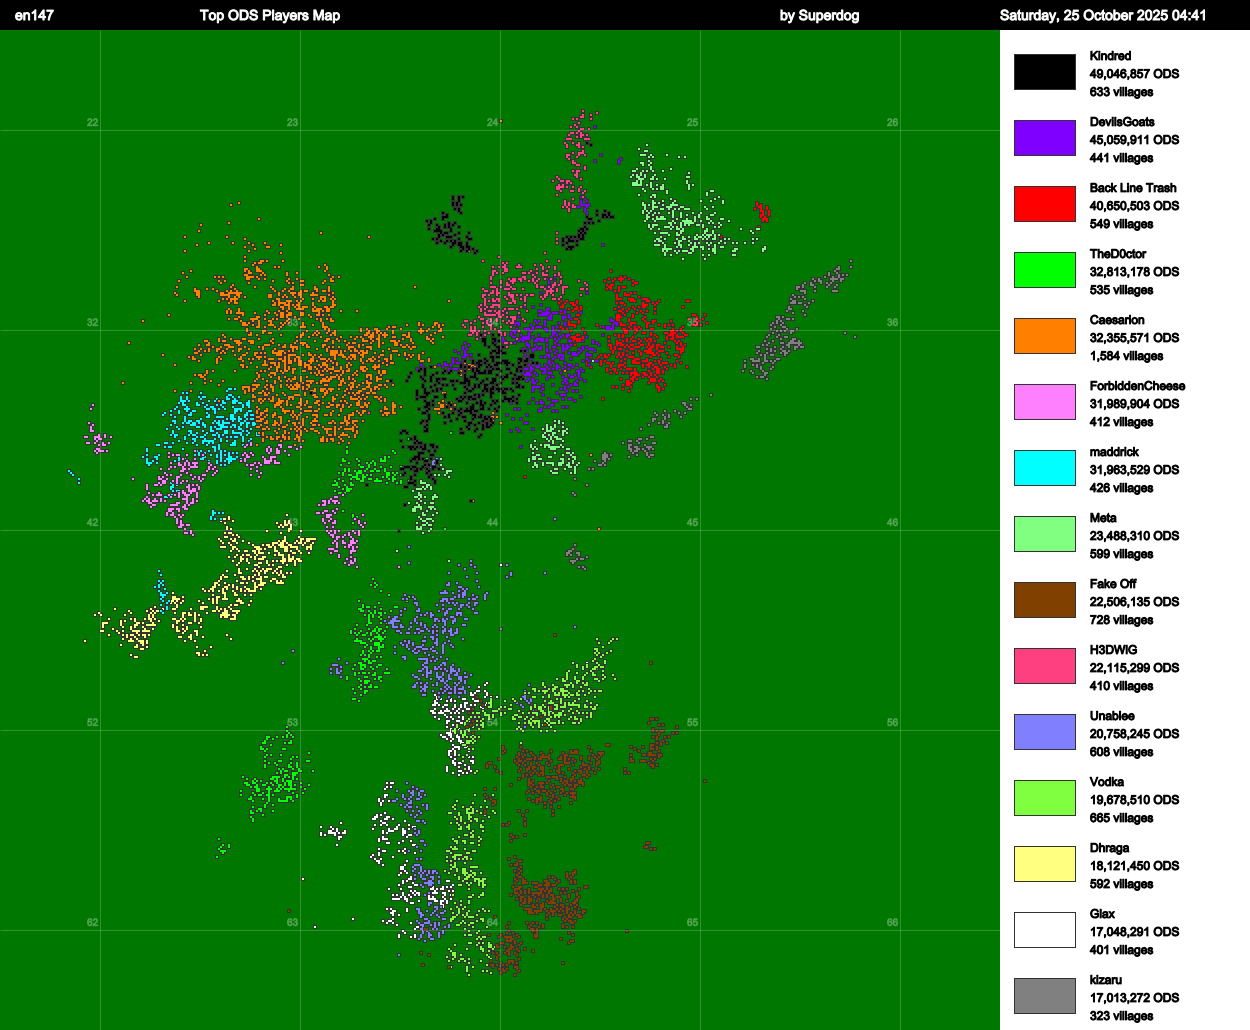 en147
Top ODS Players Map
by Superdog
Saturday, 25 October 2025 04:41
Kindred
49,046,857 ODS
633 villages
DevilsGoats
45,059,911 ODS
441 villages
Back Line Trash
40,650,503 ODS
549 villages
TheD0ctor
32,813,178 ODS
535 villages
Caesarion
32,355,571 ODS
1,584 villages
ForbiddenCheese
31,989,904 ODS
412 villages
maddrick
31,963,529 ODS
426 villages
Meta
23,488,310 ODS
599 villages
Fake Off
22,506,135 ODS
728 villages
H3DWIG
22,115,299 ODS
410 villages
Unablee
20,758,245 ODS
608 villages
Vodka
19,678,510 ODS
665 villages
Dhraga
18,121,450 ODS
592 villages
Glax
17,048,291 ODS
401 villages
kizaru
17,013,272 ODS
323 villages
22 23 24 25 26
32 33 35 36
42 43 44 45 46
52 53 54 55 56
62 63 64 65 66